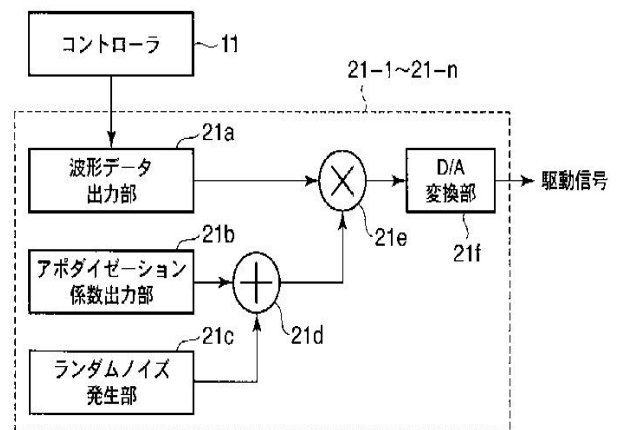 コントローラ
11
21-1~21-n
21a
波形データ
出力部
D/A
変換部
駆動信号
21e
21f
21b
アポダイゼーション
係数出力部
21d
21c
ランダムノイズ
発生部